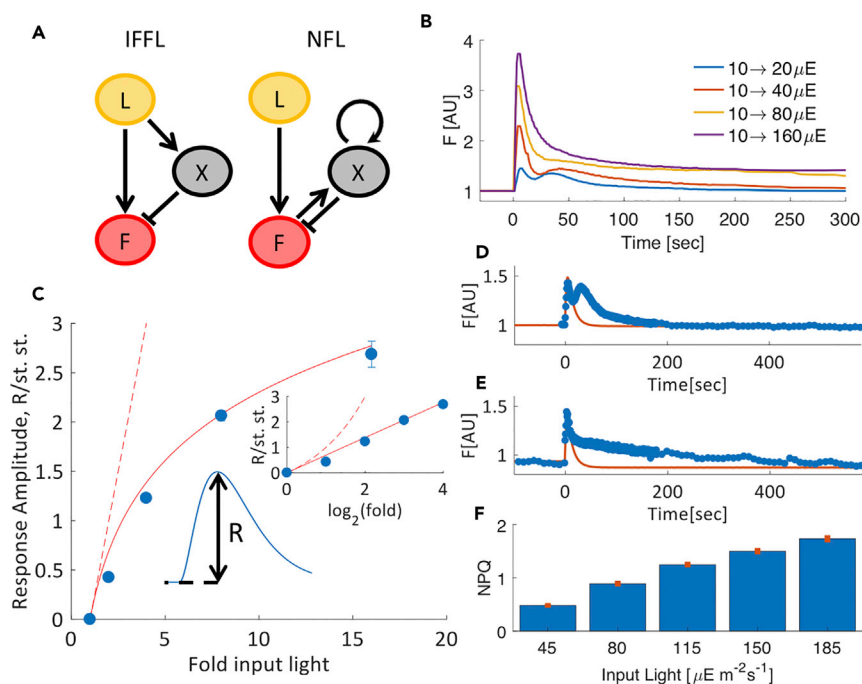 A
IFFL
NFL
L
X
F
L
X
F
B
F [AU]
4
3
2
1
10→20μE
10→40μE
10→80μE
10→160μE
0
50
100
150
200
250
300
Time [sec]
C
Response Amplitude, R/st. st.
3
2.5
2
1.5
1
0.5
0
0
5
10
15
20
Fold input light
R
R/st. st.
3
2
1
0
0
2
4
log2(fold)
D
F[AU]
1.5
1
0
200
400
Time[sec]
E
F[AU]
1.5
1
0
200
400
Time[sec]
F
NPQ
2
1
0
45
80
115
150
185
Input Light [μE m⁻²s⁻¹]